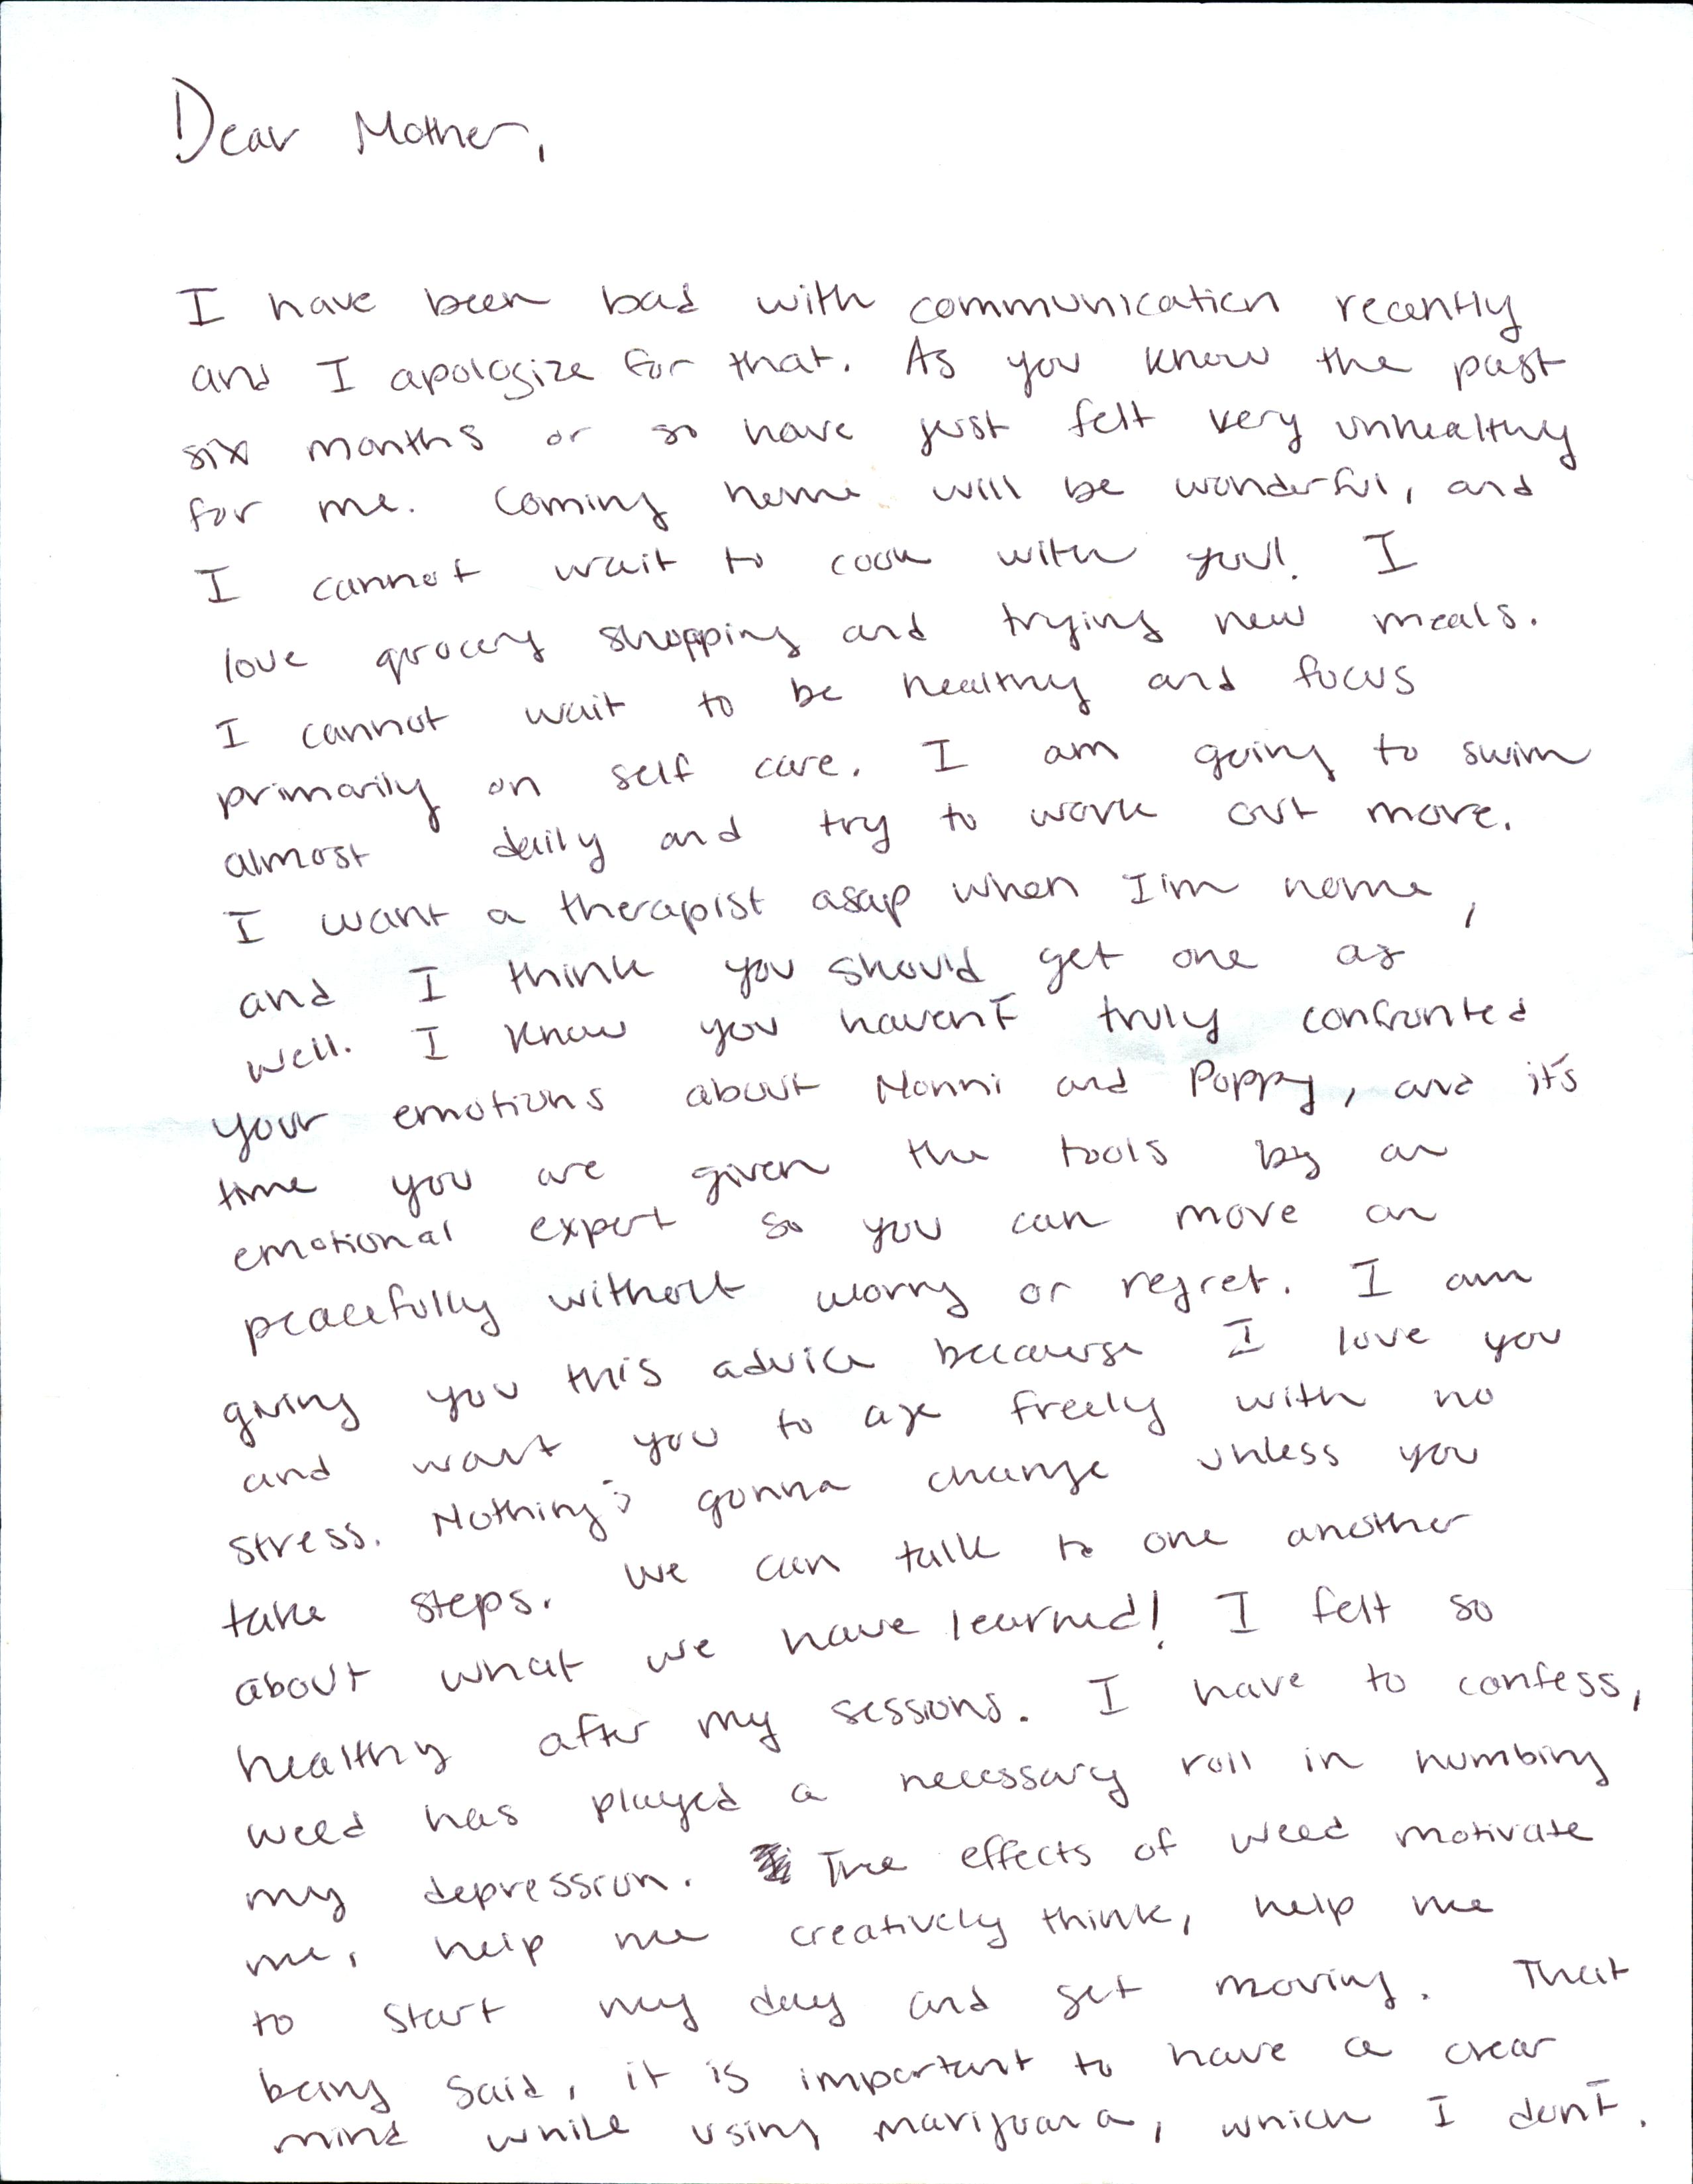 Dear Mother,
I have been bad with communication recently
and I apologize for that. As you know the past
six months or so have just felt very unhealthy
for me. Coming home will be wonderful, and
I cannot wait to cook with you! I
love grocery shopping and trying new meals.
I cannot wait to be healthy and focus
primarily on self care. I am going to swim
almost daily and try to work out more.
I want a therapist asap when I'm home,
and I think you should get one as
well. I know you haven't truly confronted
your emotions about Nonni and Poppy, and it's
time you are given the tools by an
emotional expert so you can move on
peacefully without worry or regret. I am
giving you this advice because I love you
and want you to age freely with no
stress. Nothing's gonna change unless you
take steps. We can talk to one another
about what we have learned! I felt so
healthy after my sessions. I have to confess,
weed has played a necessary roll in numbing
my depression. The effects of weed motivate
me, help me creatively think, help me
to start my day and get moving. That
being said, it is important to have a clear
mind while using marijuana, which I don't.